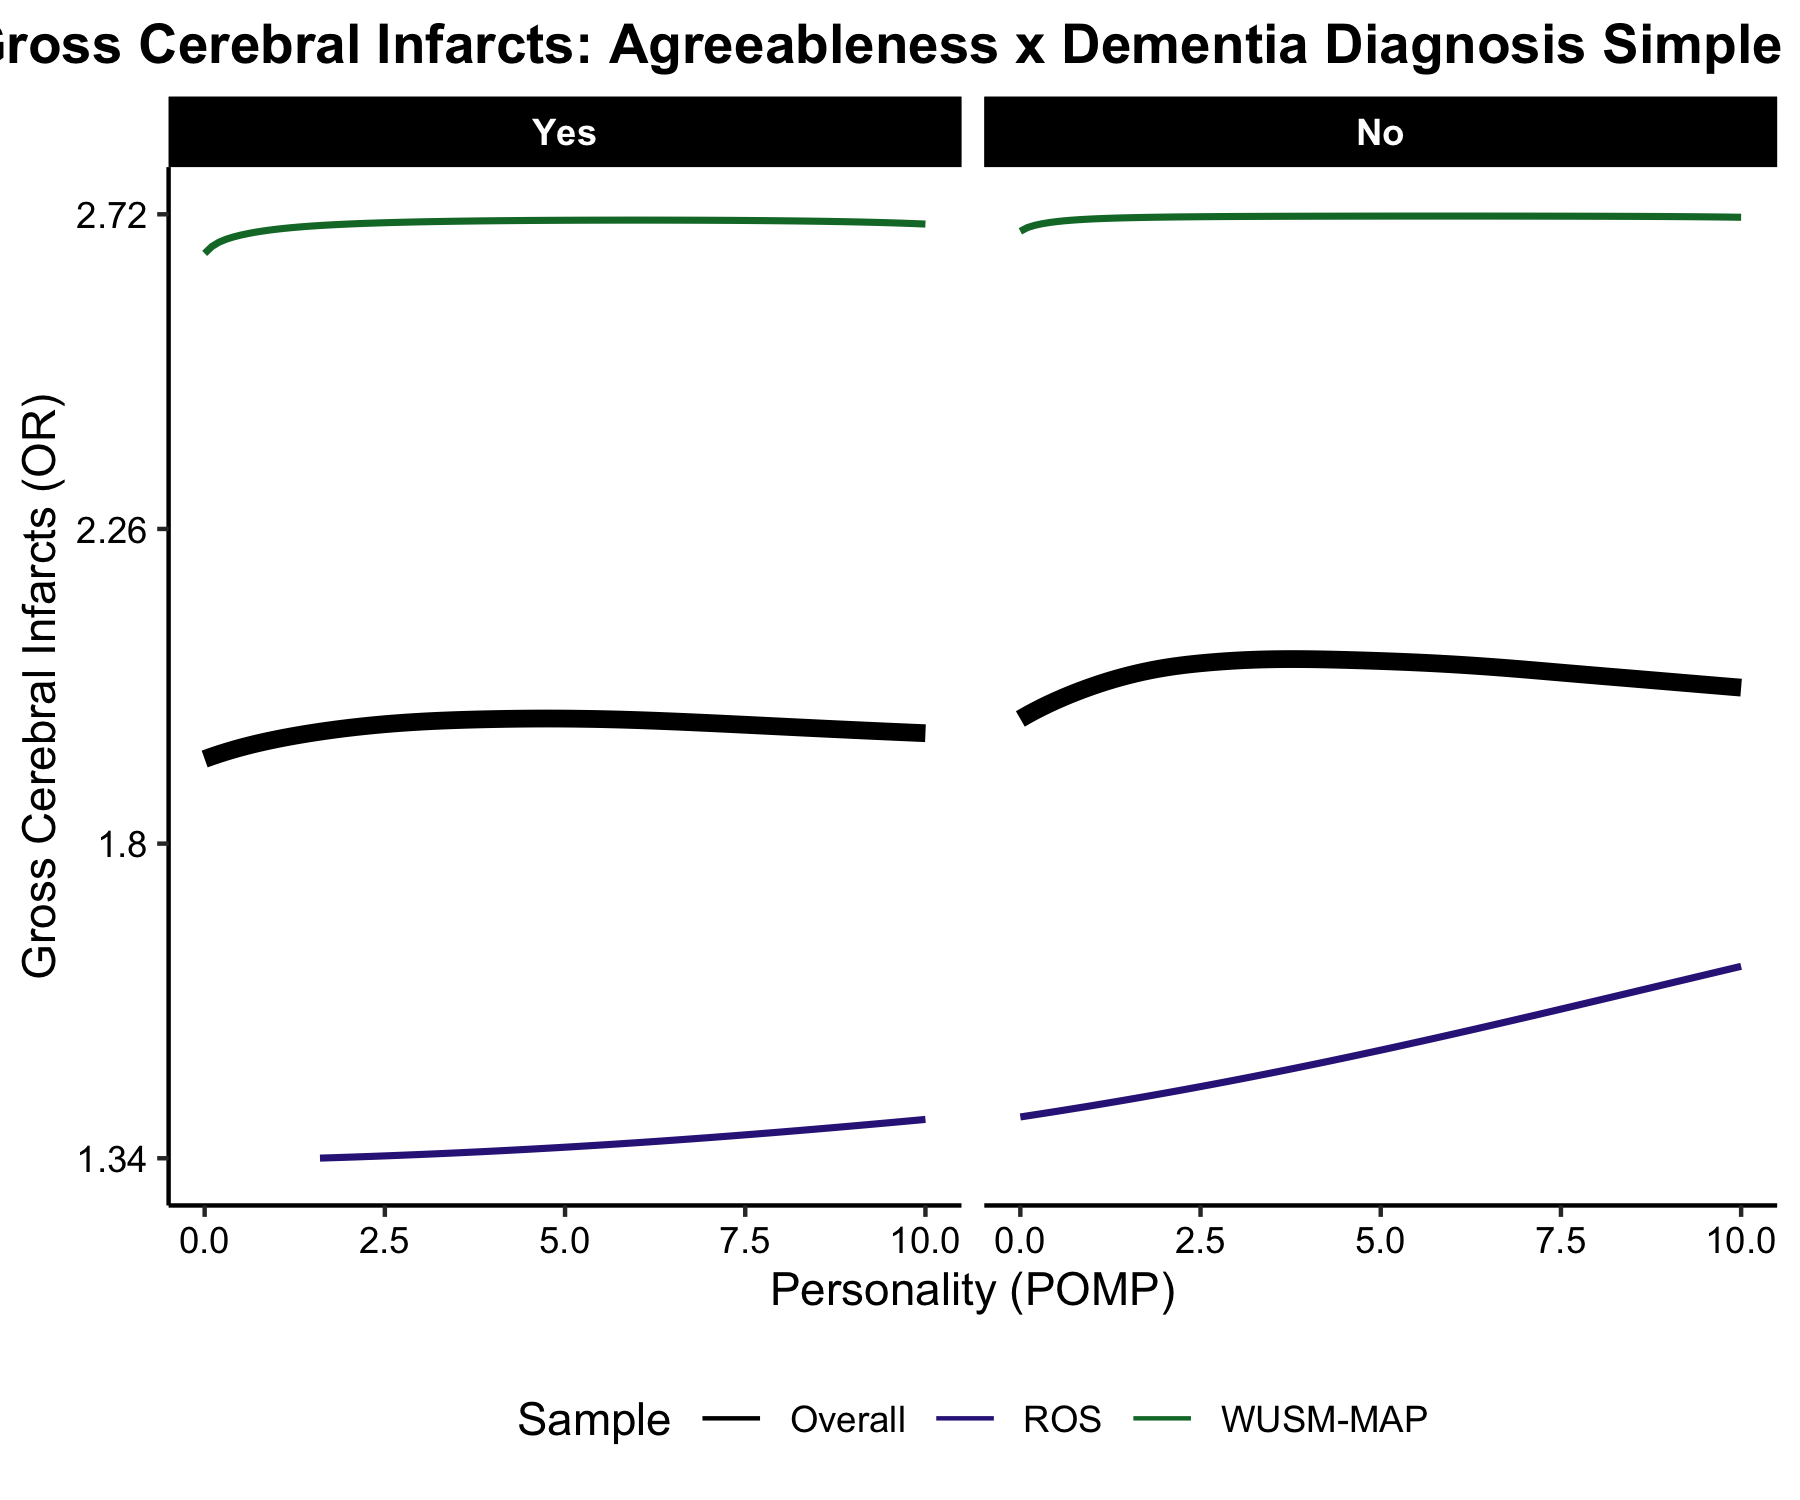 Gross Cerebral Infarcts: Agreeableness x Dementia Diagnosis Simple
Yes
No
Gross Cerebral Infarcts (OR)
2.72
2.26
1.8
1.34
0.0 2.5 5.0 7.5 10.0 0.0 2.5 5.0 7.5 10.0
Personality (POMP)
Sample Overall ROS WUSM-MAP